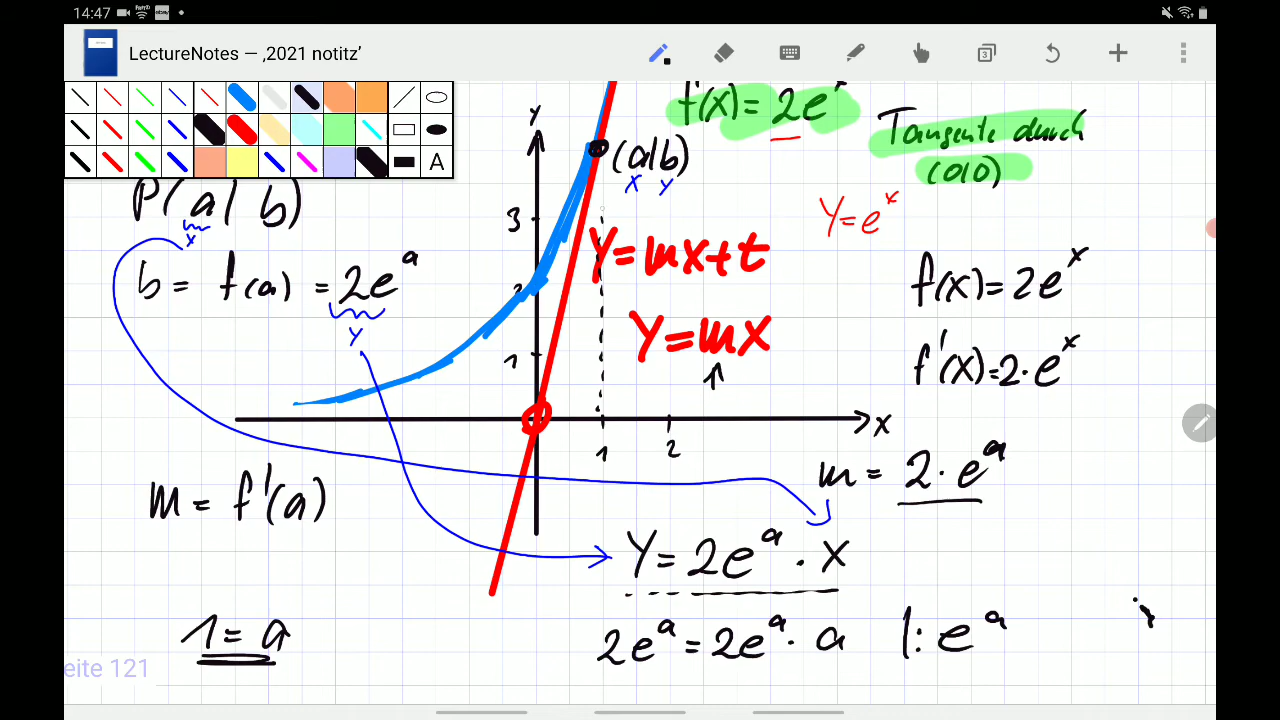 14:47
LectureNotes — ‚2021 notitz’
3
A
f(x) = 2e^x
Tangente durch
(0|0)
y
(a|b)
x y
P(a | b)
x
y = e^x
3
y = mx + t
b = f(a) = 2e^a
y
f(x) = 2e^x
2
y = mx
f'(x) = 2 · e^x
1
x
1 2
m = 2 · e^a
m = f'(a)
y = 2e^a · x
1 = a
2e^a = 2e^a · a |: e^a
eite 121